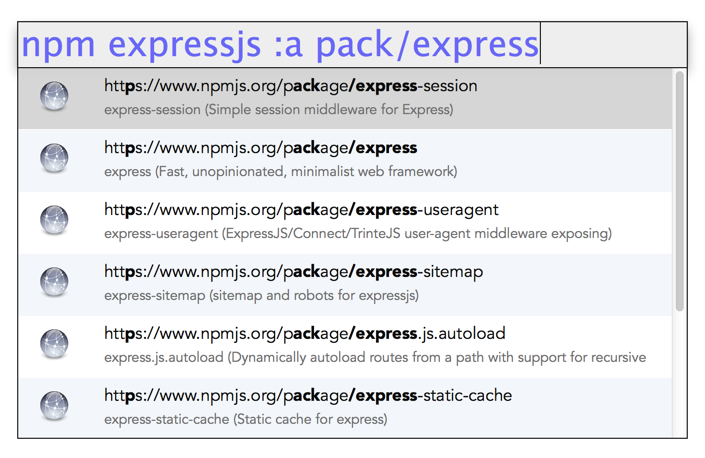 npm expressjs :a pack/express
https://www.npmjs.org/package/express-session
express-session (Simple session middleware for Express)
https://www.npmjs.org/package/express
express (Fast, unopinionated, minimalist web framework)
https://www.npmjs.org/package/express-useragent
express-useragent (ExpressJS/Connect/TrinteJS user-agent middleware exposing)
https://www.npmjs.org/package/express-sitemap
express-sitemap (sitemap and robots for expressjs)
https://www.npmjs.org/package/express.js.autoload
express.js.autoload (Dynamically autoload routes from a path with support for recursive
https://www.npmjs.org/package/express-static-cache
express-static-cache (Static cache for express)